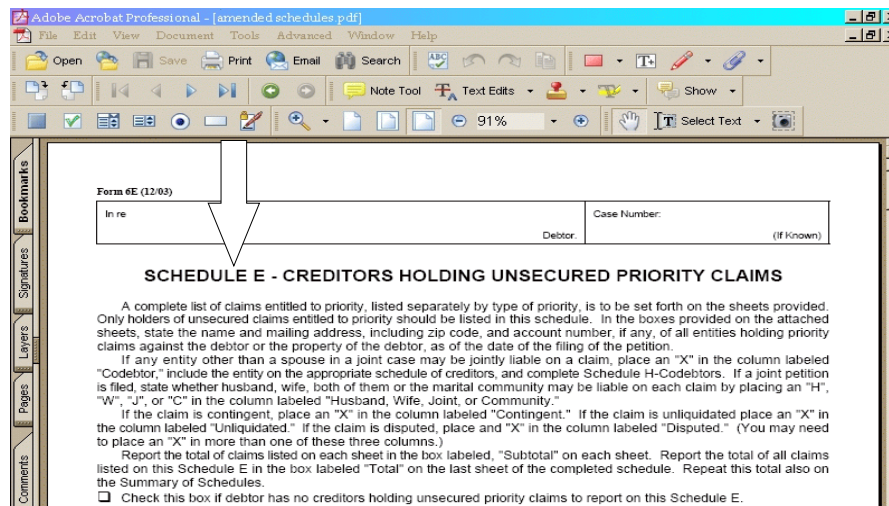 Adobe Acrobat Professional - [amended schedules.pdf]
File Edit View Document Tools Advanced Window Help
Open Save Print Email Search
Note Tool Text Edits Show
91% Select Text
Bookmarks
Signatures
Layers
Pages
Comments
Form 6E (12/03)
In re Case Number:
Debtor. (If Known)
SCHEDULE E - CREDITORS HOLDING UNSECURED PRIORITY CLAIMS
A complete list of claims entitled to priority, listed separately by type of priority, is to be set forth on the sheets provided.
Only holders of unsecured claims entitled to priority should be listed in this schedule. In the boxes provided on the attached
sheets, state the name and mailing address, including zip code, and account number, if any, of all entities holding priority
claims against the debtor or the property of the debtor, as of the date of the filing of the petition.
If any entity other than a spouse in a joint case may be jointly liable on a claim, place an "X" in the column labeled
"Codebtor," include the entity on the appropriate schedule of creditors, and complete Schedule H-Codebtors. If a joint petition
is filed, state whether husband, wife, both of them or the marital community may be liable on each claim by placing an "H",
"W", "J", or "C" in the column labeled "Husband, Wife, Joint, or Community."
If the claim is contingent, place an "X" in the column labeled "Contingent." If the claim is unliquidated place an "X" in
the column labeled "Unliquidated." If the claim is disputed, place and "X" in the column labeled "Disputed." (You may need
to place an "X" in more than one of these three columns.)
Report the total of claims listed on each sheet in the box labeled, "Subtotal" on each sheet. Report the total of all claims
listed on this Schedule E in the box labeled "Total" on the last sheet of the completed schedule. Repeat this total also on
the Summary of Schedules.
Check this box if debtor has no creditors holding unsecured priority claims to report on this Schedule E.